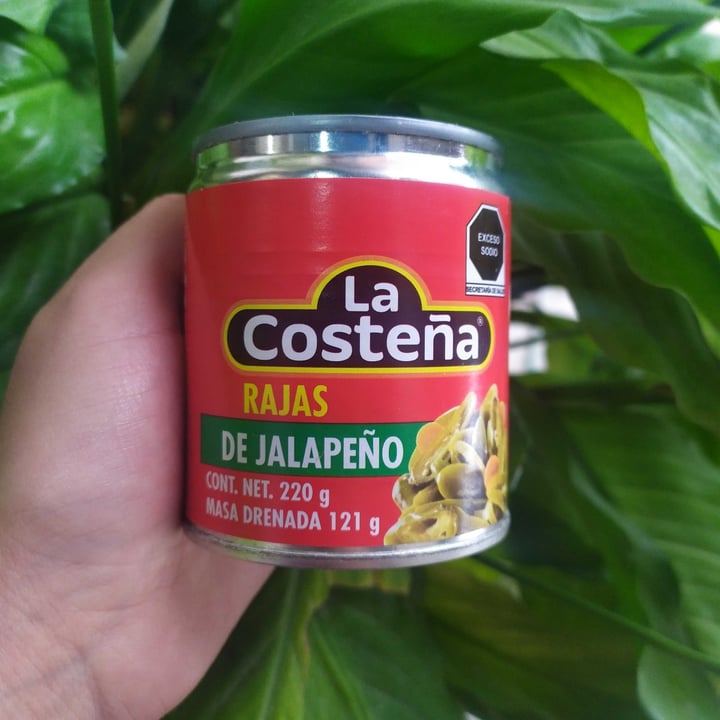 EXCESO
SODIO
SECRETARÍA DE SALUD
La
Costeña®
RAJAS
DE JALAPEÑO
CONT. NET. 220 g
MASA DRENADA 121 g